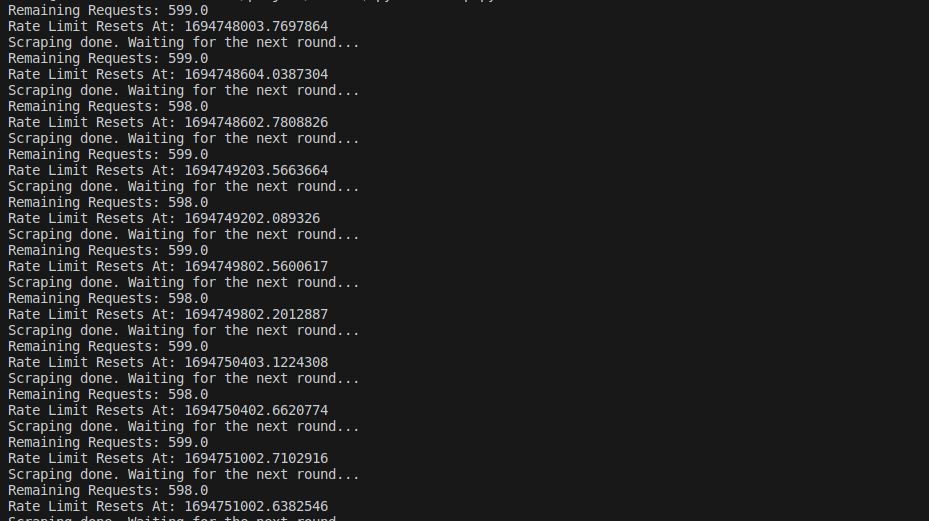 Remaining Requests: 599.0
Rate Limit Resets At: 1694748003.7697864
Scraping done. Waiting for the next round...
Remaining Requests: 599.0
Rate Limit Resets At: 1694748604.0387304
Scraping done. Waiting for the next round...
Remaining Requests: 598.0
Rate Limit Resets At: 1694748602.7808826
Scraping done. Waiting for the next round...
Remaining Requests: 599.0
Rate Limit Resets At: 1694749203.5663664
Scraping done. Waiting for the next round...
Remaining Requests: 598.0
Rate Limit Resets At: 1694749202.089326
Scraping done. Waiting for the next round...
Remaining Requests: 599.0
Rate Limit Resets At: 1694749802.5600617
Scraping done. Waiting for the next round...
Remaining Requests: 598.0
Rate Limit Resets At: 1694749802.2012887
Scraping done. Waiting for the next round...
Remaining Requests: 599.0
Rate Limit Resets At: 1694750403.1224308
Scraping done. Waiting for the next round...
Remaining Requests: 598.0
Rate Limit Resets At: 1694750402.6620774
Scraping done. Waiting for the next round...
Remaining Requests: 599.0
Rate Limit Resets At: 1694751002.7102916
Scraping done. Waiting for the next round...
Remaining Requests: 598.0
Rate Limit Resets At: 1694751002.6382546
Scraping done. Waiting for the next round